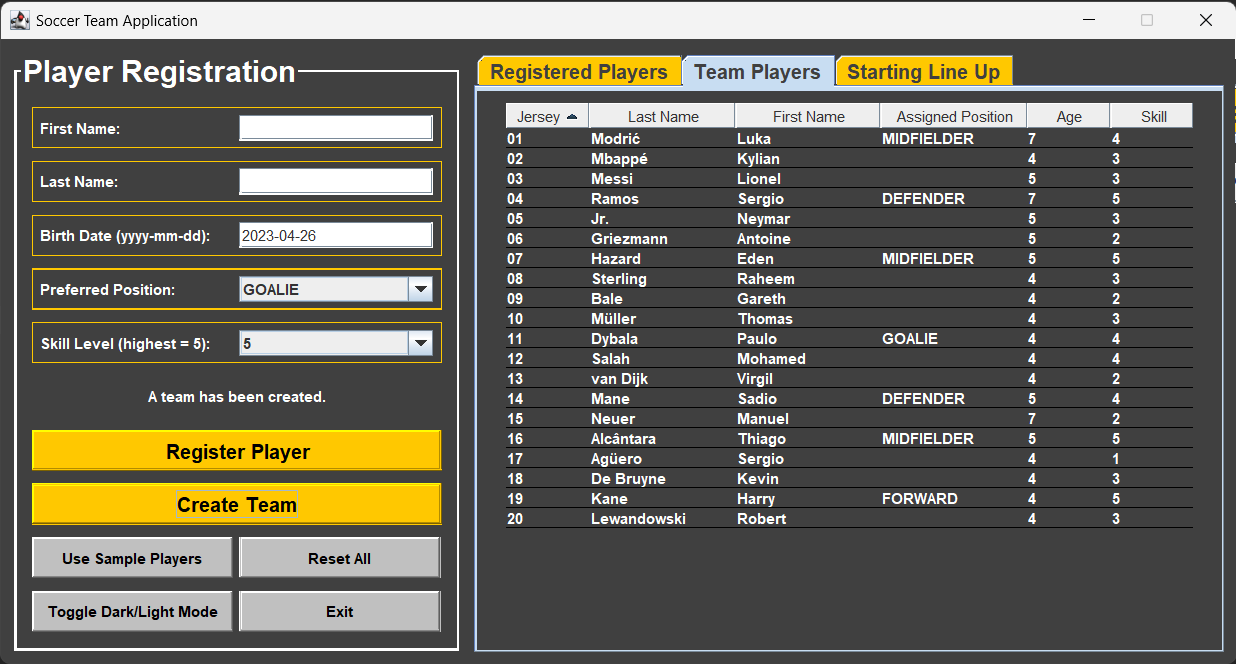 Soccer Team Application
Player Registration
First Name:
Last Name:
Birth Date (yyyy-mm-dd): 2023-04-26
Preferred Position: GOALIE
Skill Level (highest = 5): 5
A team has been created.
Register Player
Create Team
Use Sample Players Reset All
Toggle Dark/Light Mode Exit
Registered Players Team Players Starting Line Up
Jersey Last Name First Name Assigned Position Age Skill
01 Modrić Luka MIDFIELDER 7 4
02 Mbappé Kylian 4 3
03 Messi Lionel 5 3
04 Ramos Sergio DEFENDER 7 5
05 Jr. Neymar 5 3
06 Griezmann Antoine 5 2
07 Hazard Eden MIDFIELDER 5 5
08 Sterling Raheem 4 3
09 Bale Gareth 4 2
10 Müller Thomas 4 3
11 Dybala Paulo GOALIE 4 4
12 Salah Mohamed 4 4
13 van Dijk Virgil 4 2
14 Mane Sadio DEFENDER 5 4
15 Neuer Manuel 7 2
16 Alcântara Thiago MIDFIELDER 5 5
17 Agüero Sergio 4 1
18 De Bruyne Kevin 4 3
19 Kane Harry FORWARD 4 5
20 Lewandowski Robert 4 3